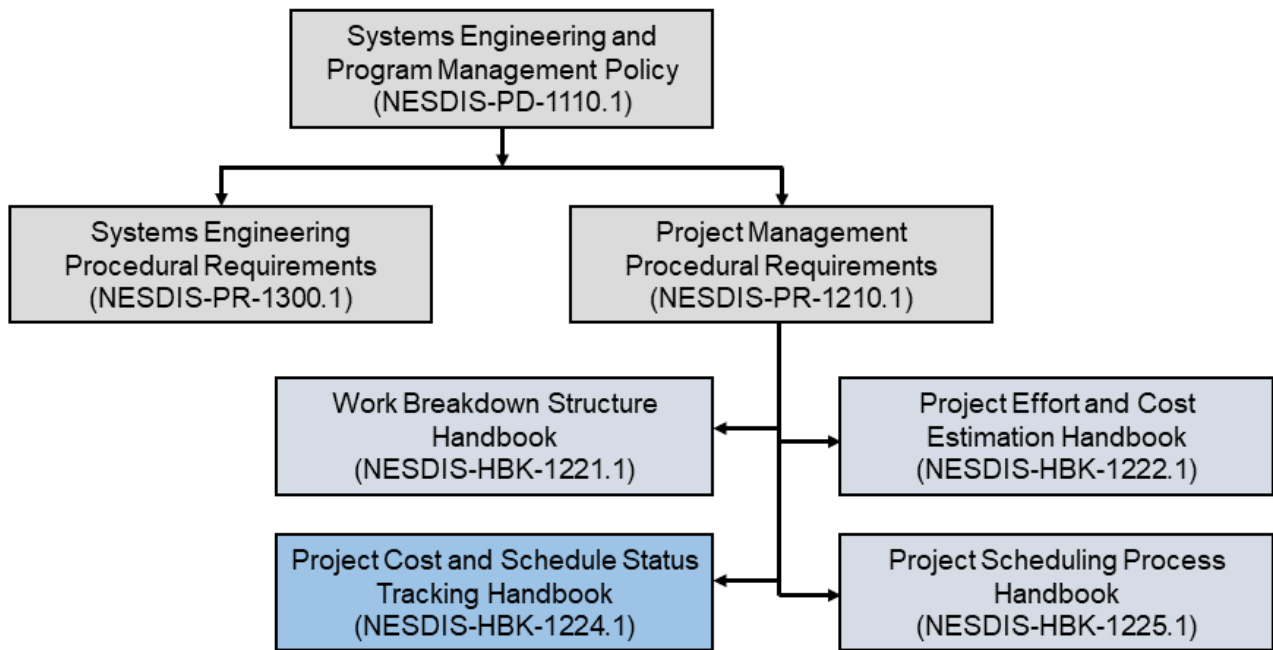 Systems Engineering and
Program Management Policy
(NESDIS-PD-1110.1)
Systems Engineering
Procedural Requirements
(NESDIS-PR-1300.1)
Project Management
Procedural Requirements
(NESDIS-PR-1210.1)
Work Breakdown Structure
Handbook
(NESDIS-HBK-1221.1)
Project Effort and Cost
Estimation Handbook
(NESDIS-HBK-1222.1)
Project Cost and Schedule Status
Tracking Handbook
(NESDIS-HBK-1224.1)
Project Scheduling Process
Handbook
(NESDIS-HBK-1225.1)